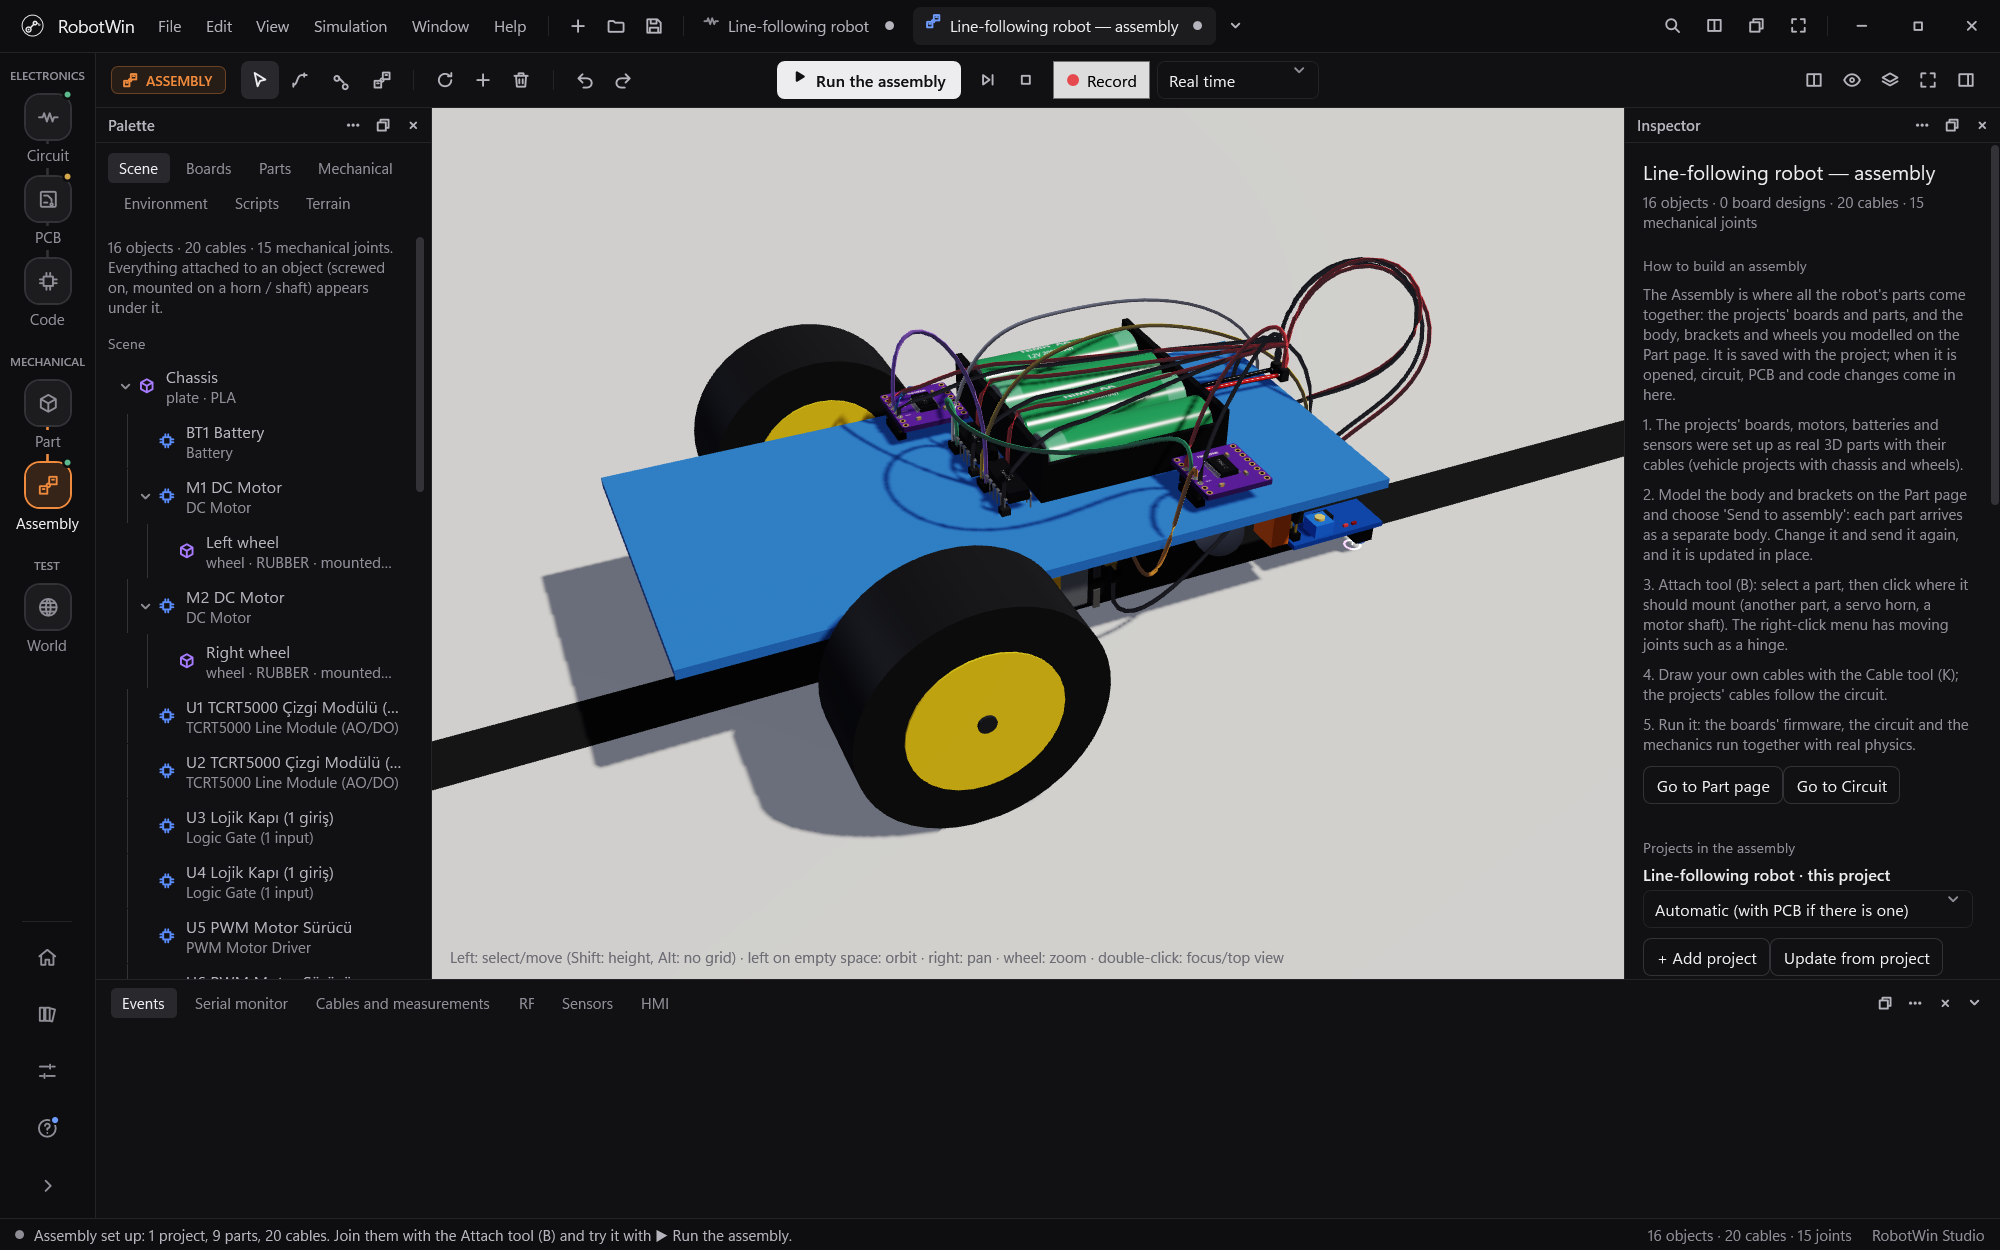 RobotWin File Edit View Simulation Window Help
Line-following robot
Line-following robot — assembly
ELECTRONICS
Circuit
PCB
Code
MECHANICAL
Part
Assembly
TEST
World
ASSEMBLY
Run the assembly
Record
Real time
Palette
Scene Boards Parts Mechanical
Environment Scripts Terrain
16 objects · 20 cables · 15 mechanical joints.
Everything attached to an object (screwed
on, mounted on a horn / shaft) appears
under it.
Scene
Chassis
plate · PLA
BT1 Battery
Battery
M1 DC Motor
DC Motor
Left wheel
wheel · RUBBER · mounted...
M2 DC Motor
DC Motor
Right wheel
wheel · RUBBER · mounted...
U1 TCRT5000 Çizgi Modülü (...
TCRT5000 Line Module (AO/DO)
U2 TCRT5000 Çizgi Modülü (...
TCRT5000 Line Module (AO/DO)
U3 Lojik Kapı (1 giriş)
Logic Gate (1 input)
U4 Lojik Kapı (1 giriş)
Logic Gate (1 input)
U5 PWM Motor Sürücü
PWM Motor Driver
Left: select/move (Shift: height, Alt: no grid) · left on empty space: orbit · right: pan · wheel: zoom · double-click: focus/top view
Inspector
Line-following robot — assembly
16 objects · 0 board designs · 20 cables · 15
mechanical joints
How to build an assembly
The Assembly is where all the robot's parts come
together: the projects' boards and parts, and the
body, brackets and wheels you modelled on the
Part page. It is saved with the project; when it is
opened, circuit, PCB and code changes come in
here.
1. The projects' boards, motors, batteries and
sensors were set up as real 3D parts with their
cables (vehicle projects with chassis and wheels).
2. Model the body and brackets on the Part page
and choose 'Send to assembly': each part arrives
as a separate body. Change it and send it again,
and it is updated in place.
3. Attach tool (B): select a part, then click where it
should mount (another part, a servo horn, a
motor shaft). The right-click menu has moving
joints such as a hinge.
4. Draw your own cables with the Cable tool (K);
the projects' cables follow the circuit.
5. Run it: the boards' firmware, the circuit and the
mechanics run together with real physics.
Go to Part page Go to Circuit
Projects in the assembly
Line-following robot · this project
Automatic (with PCB if there is one)
+ Add project Update from project
Events Serial monitor Cables and measurements RF Sensors HMI
Assembly set up: 1 project, 9 parts, 20 cables. Join them with the Attach tool (B) and try it with ▶ Run the assembly.
16 objects · 20 cables · 15 joints RobotWin Studio